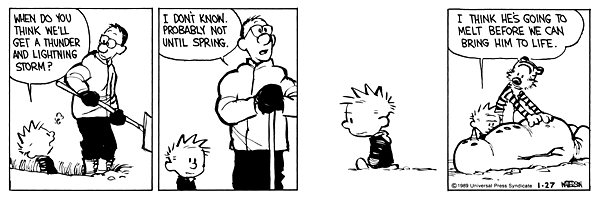 WHEN DO YOU
THINK WE'LL
GET A THUNDER
AND LIGHTNING
STORM?
I DON'T KNOW.
PROBABLY NOT
UNTIL SPRING.
I THINK HE'S GOING TO
MELT BEFORE WE CAN
BRING HIM TO LIFE.
©1989 Universal Press Syndicate 1-27 WATTERSON